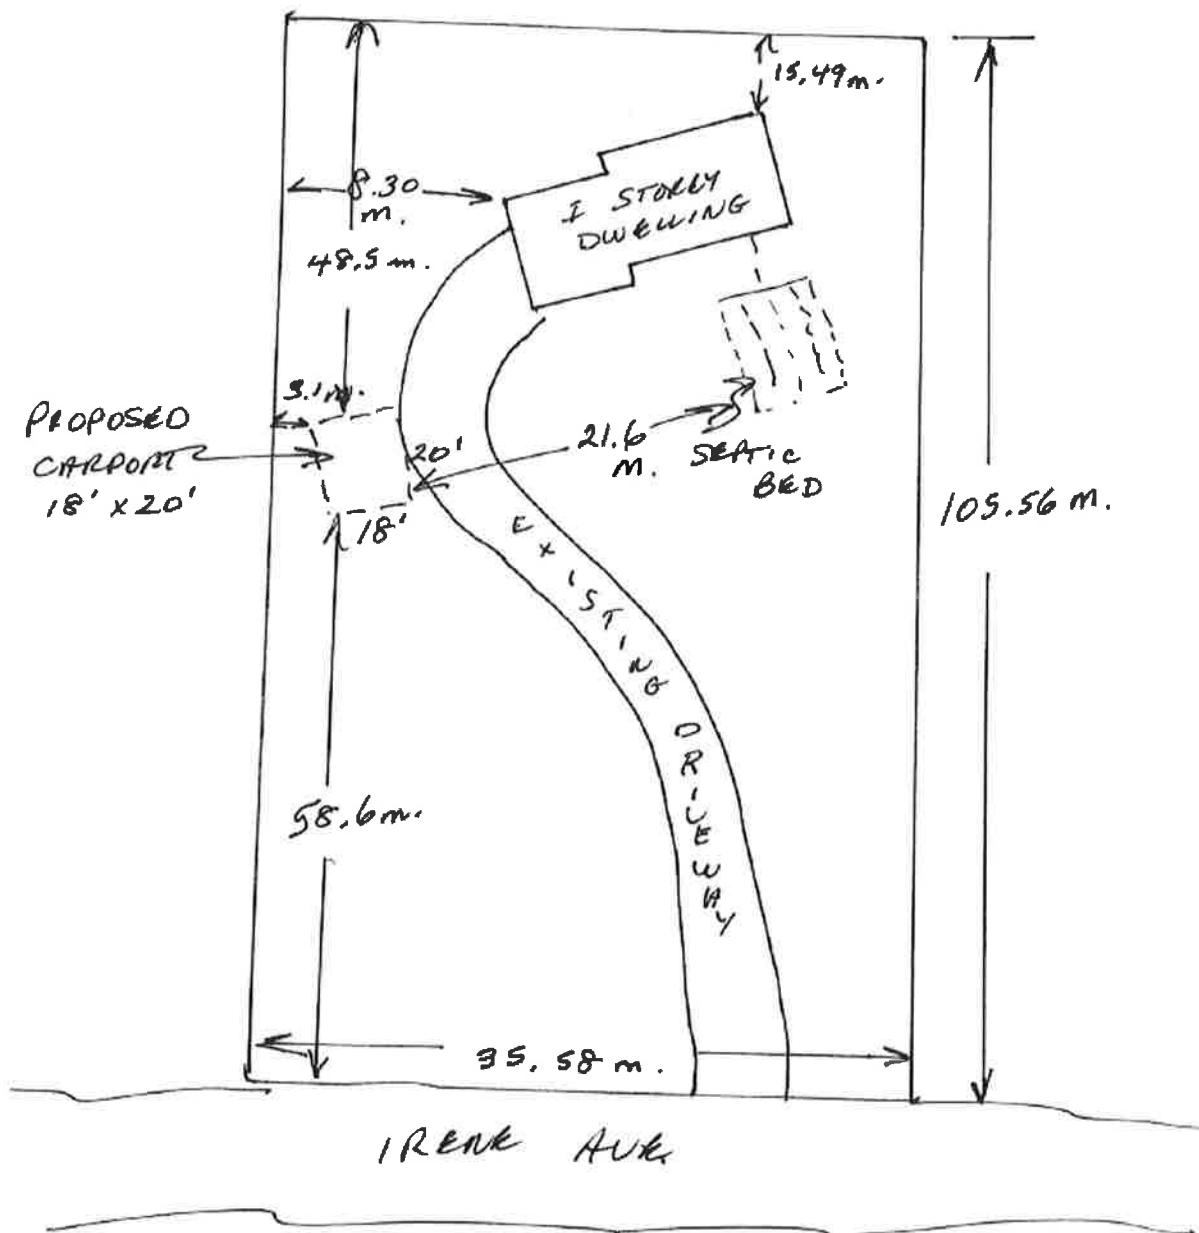 15.49m.
8.30
m.
48.5 m.
I STOREY
DWELLING
3.1m.
PROPOSED
CARPORT
18' x 20'
20'
18'
21.6
m.
SEPTIC
BED
105.56 m.
EXISTING DRIVEWAY
58.6m.
35.58 m.
IRENE AVE.